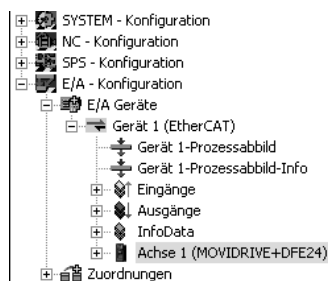 SYSTEM - Konfiguration
NC - Konfiguration
SPS - Konfiguration
E/A - Konfiguration
E/A Geräte
Gerät 1 (EtherCAT)
Gerät 1-Prozessabbild
Gerät 1-Prozessabbild-Info
Eingänge
Ausgänge
InfoData
Achse 1 (MOVIDRIVE+DFE24)
Zuordnungen